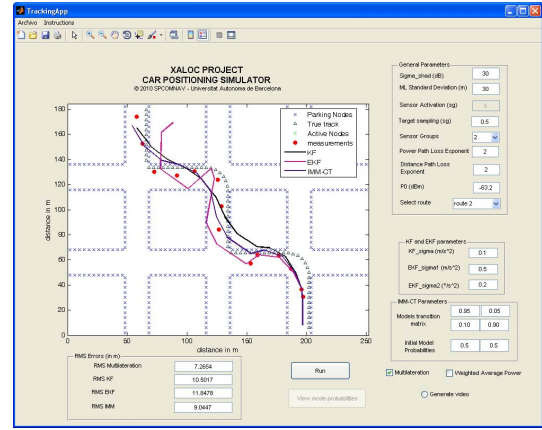 TrackingApp
Archivo Instructions
XALOC PROJECT
CAR POSITIONING SIMULATOR
© 2010 SPCOMNAV - Universitat Autonoma de Barcelona
Parking Nodes
True track
Active Nodes
measurements
KF
EKF
IMM-CT
distance in m
180
160
140
120
100
80
60
40
20
0
0 50 100 150 200 250
distance in m
General Parameters
Sigma_shad (dB) 30
ML Standard Deviation (m) 30
Sensor Activation (sg) 5
Target sampling (sg) 0.5
Sensor Groups 2
Power Path Loss Exponent 2
Distance Path Loss Exponent 2
P0 (dBm) -63.2
Select route route 2
KF and EKF parameters
KF_sigma (m/s^2) 0.1
EKF_sigma1 (m/s^2) 0.5
EKF_sigma2 (º/s^2) 0.2
IMM-CT Parameters
Models transition matrix 0.95 0.05
0.10 0.90
Initial Model Probabilities 0.5 0.5
RMS Errors (in m)
RMS Multilateration 7.2654
RMS KF 10.5017
RMS EKF 11.8478
RMS IMM 9.0447
Run
View mode probabilities
Multilateration Weighted Average Power
Generate video